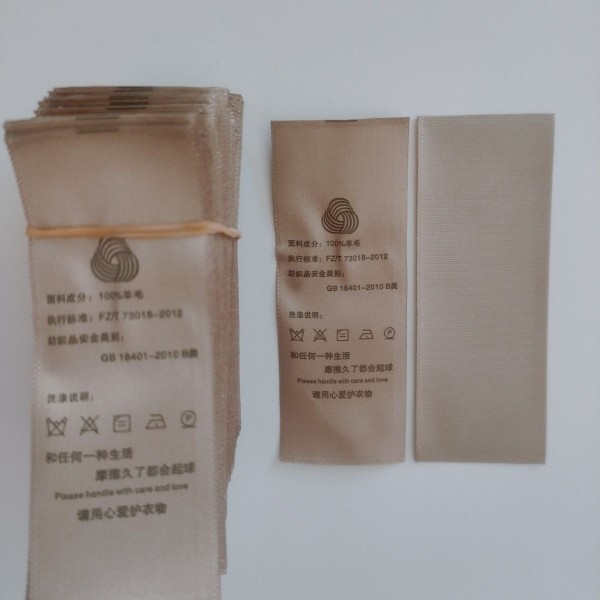 面料成分：100%羊毛
执行标准：FZ/T 73018-2012
纺织品安全类别：
GB 18401-2010 B类
洗涤说明：
P
和任何一种生活
摩擦久了都会起球
Please handle with care and love
请用心爱护衣物
面料成分：100%羊毛
执行标准：FZ/T 73018-2012
纺织品安全类别：
GB 18401-2010 B类
洗涤说明：
P
和任何一种生活
摩擦久了都会起球
Please handle with care and love
请用心爱护衣物